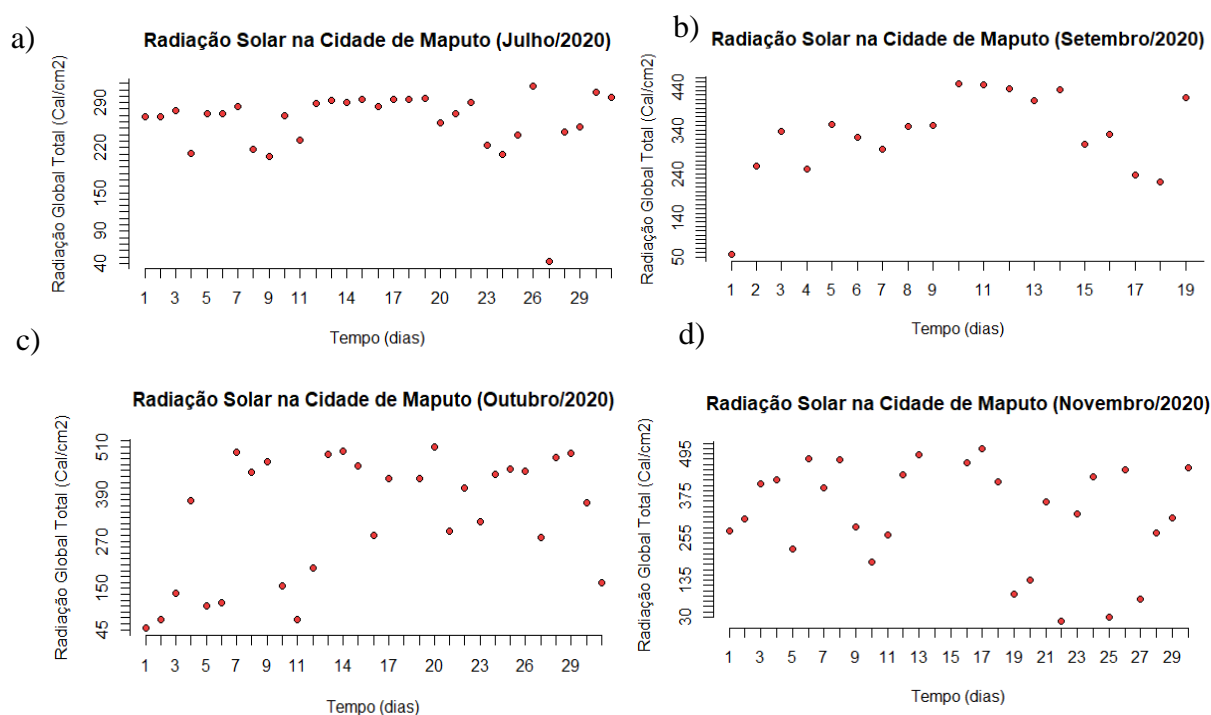 a)
Radiação Solar na Cidade de Maputo (Julho/2020)
Radiação Global Total (Cal/cm2)
290
220
150
90
40
1 3 5 7 9 11 14 17 20 23 26 29
Tempo (dias)
b)
Radiação Solar na Cidade de Maputo (Setembro/2020)
Radiação Global Total (Cal/cm2)
440
340
240
140
50
1 2 3 4 5 6 7 8 9 11 13 15 17 19
Tempo (dias)
c)
Radiação Solar na Cidade de Maputo (Outubro/2020)
Radiação Global Total (Cal/cm2)
510
390
270
150
45
1 3 5 7 9 11 14 17 20 23 26 29
Tempo (dias)
d)
Radiação Solar na Cidade de Maputo (Novembro/2020)
Radiação Global Total (Cal/cm2)
495
375
255
135
30
1 3 5 7 9 11 13 15 17 19 21 23 25 27 29
Tempo (dias)